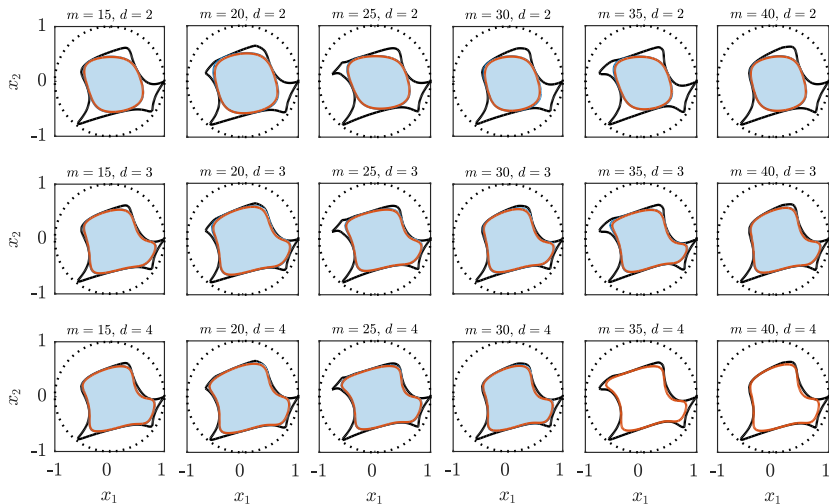 m = 15, d = 2 m = 20, d = 2 m = 25, d = 2 m = 30, d = 2 m = 35, d = 2 m = 40, d = 2
1
x₂
0
-1
m = 15, d = 3 m = 20, d = 3 m = 25, d = 3 m = 30, d = 3 m = 35, d = 3 m = 40, d = 3
1
x₂
0
-1
m = 15, d = 4 m = 20, d = 4 m = 25, d = 4 m = 30, d = 4 m = 35, d = 4 m = 40, d = 4
1
x₂
0
-1
-1 0 1 -1 0 1 -1 0 1 -1 0 1 -1 0 1 -1 0 1
x₁ x₁ x₁ x₁ x₁ x₁